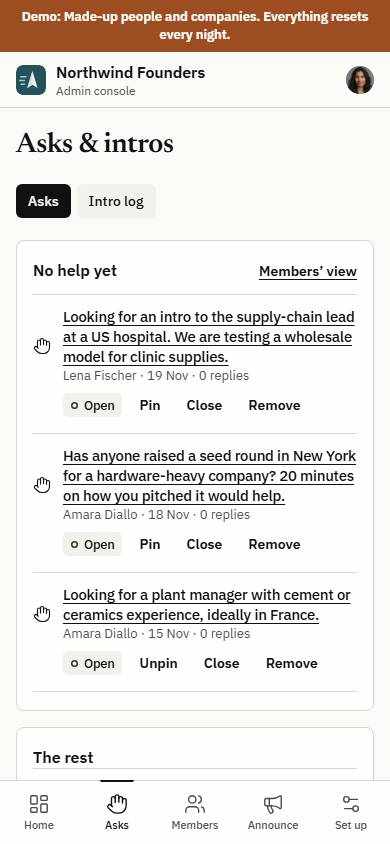 Demo: Made-up people and companies. Everything resets
every night.
Northwind Founders
Admin console
Asks & intros
Asks
Intro log
No help yet
Members’ view
Looking for an intro to the supply-chain lead
at a US hospital. We are testing a wholesale
model for clinic supplies.
Lena Fischer · 19 Nov · 0 replies
Open Pin Close Remove
Has anyone raised a seed round in New York
for a hardware-heavy company? 20 minutes
on how you pitched it would help.
Amara Diallo · 18 Nov · 0 replies
Open Pin Close Remove
Looking for a plant manager with cement or
ceramics experience, ideally in France.
Amara Diallo · 15 Nov · 0 replies
Open Unpin Close Remove
The rest
Home Asks Members Announce Set up